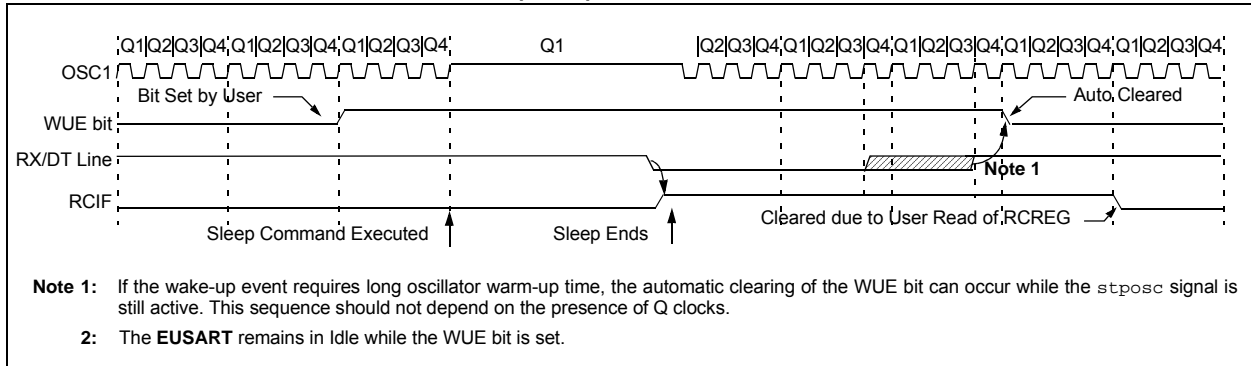 Q1|Q2|Q3|Q4|Q1|Q2|Q3|Q4|Q1|Q2|Q3|Q4 Q1 |Q2|Q3|Q4|Q1|Q2|Q3|Q4|Q1|Q2|Q3|Q4|Q1|Q2|Q3|Q4|Q1|Q2|Q3|Q4
OSC1
Bit Set by User Auto Cleared
WUE bit
RX/DT Line
Note 1
RCIF
Cleared due to User Read of RCREG
Sleep Command Executed Sleep Ends
Note 1: If the wake-up event requires long oscillator warm-up time, the automatic clearing of the WUE bit can occur while the stposc signal is
still active. This sequence should not depend on the presence of Q clocks.
2: The EUSART remains in Idle while the WUE bit is set.